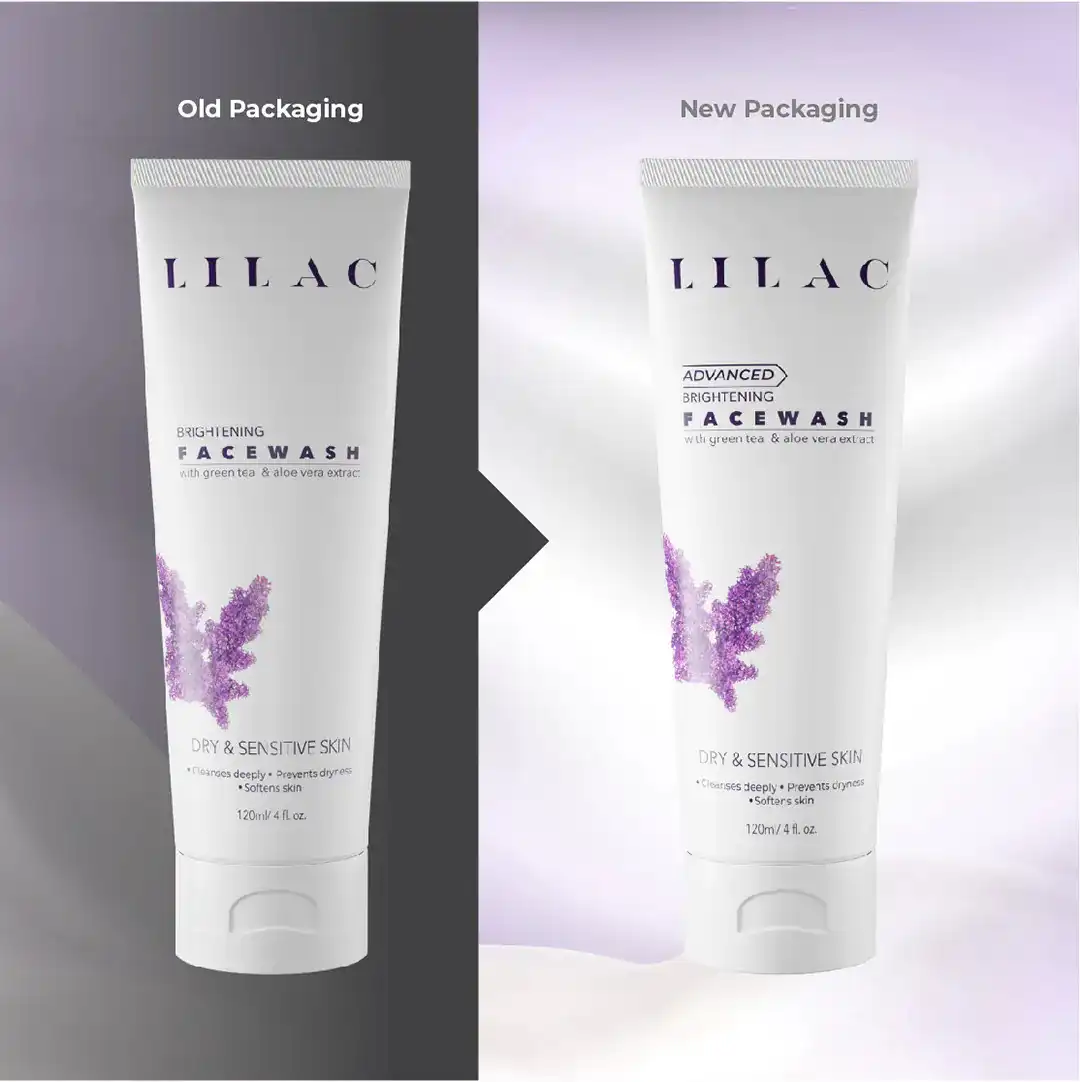 Old Packaging
LILAC
BRIGHTENING
FACEWASH
with green tea & aloe vera extract
DRY & SENSITIVE SKIN
• Cleanses deeply • Prevents dryness
• Softens skin
120ml/ 4 fl. oz.
New Packaging
LILAC
ADVANCED
BRIGHTENING
FACEWASH
with green tea & aloe vera extract
DRY & SENSITIVE SKIN
• Cleanses deeply • Prevents dryness
• Softens skin
120ml/ 4 fl. oz.